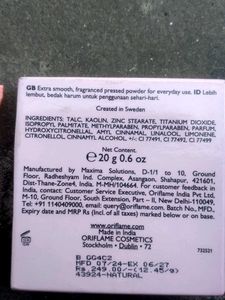 GB Extra smooth, fragranced pressed powder for everyday use. ID Lebih
lembut, bedak harum untuk penggunaan sehari-hari.
Created in Sweden
INGREDIENTS: TALC, KAOLIN, ZINC STEARATE, TITANIUM DIOXIDE,
ISOPROPYL PALMITATE, METHYLPARABEN, PROPYLPARABEN, PARFUM,
HYDROXYCITRONELLAL, AMYL CINNAMAL, LINALOOL, LIMONENE,
CITRONELLOL, CINNAMYL ALCOHOL, +/-: CI 77491, CI 77492, CI 77499
℮ 20 g 0.6 oz
Manufactured by Maxima Solutions, D-1/1 to 10, Ground
Floor, Radheshyam Ind. Complex, Asangaon, Shahapur, 421601,
Dist-Thane-Zone4, India, M-MH/104664. For customer feedback in
India, contact: Customer Service Executive, Oriflame India Pvt Ltd.
M-10, Ground Floor, South Extension, Part – II, New Delhi-110049,
Tel: +91 1140409000, email: query@oriflame.com. Batch No., MFD.
Expiry date and MRP Rs (Incl. of all taxes) marked below or on base.
www.oriflame.com
Made in India
ORIFLAME COSMETICS
Stockholm • Dublin • 72
732521
B GG4C2
MFD 07/24-EX 06/27
Rs.249.00/-(12.45/g)
43924-NATURAL